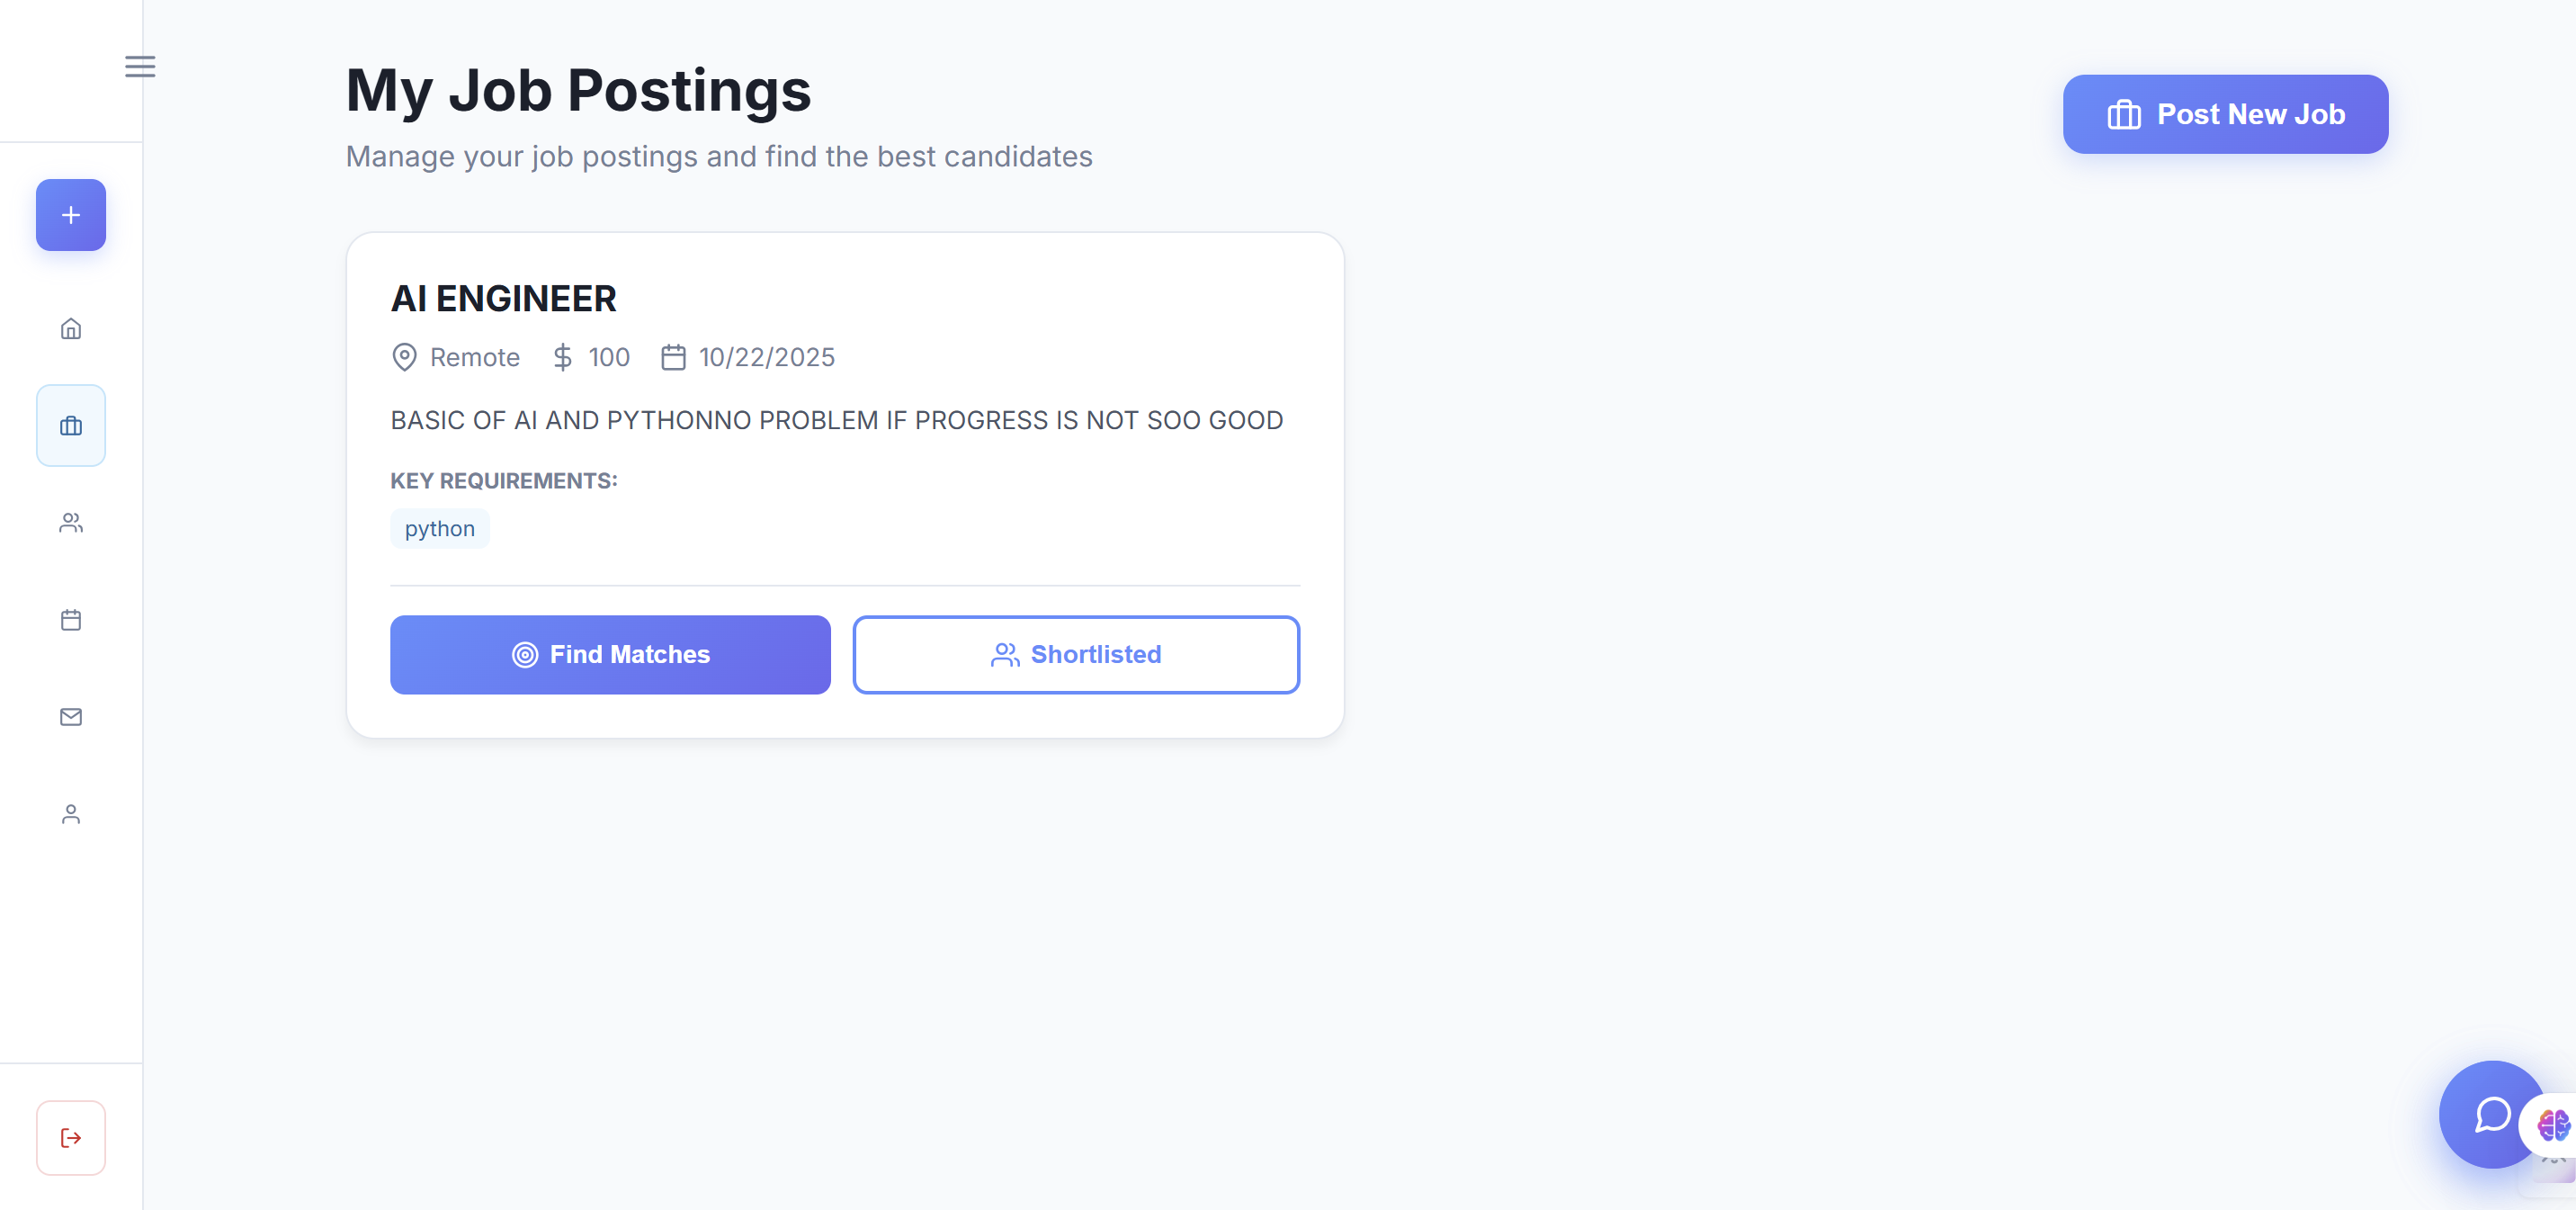 My Job Postings
Manage your job postings and find the best candidates
Post New Job
AI ENGINEER
Remote 100 10/22/2025
BASIC OF AI AND PYTHONNO PROBLEM IF PROGRESS IS NOT SOO GOOD
KEY REQUIREMENTS:
python
Find Matches
Shortlisted